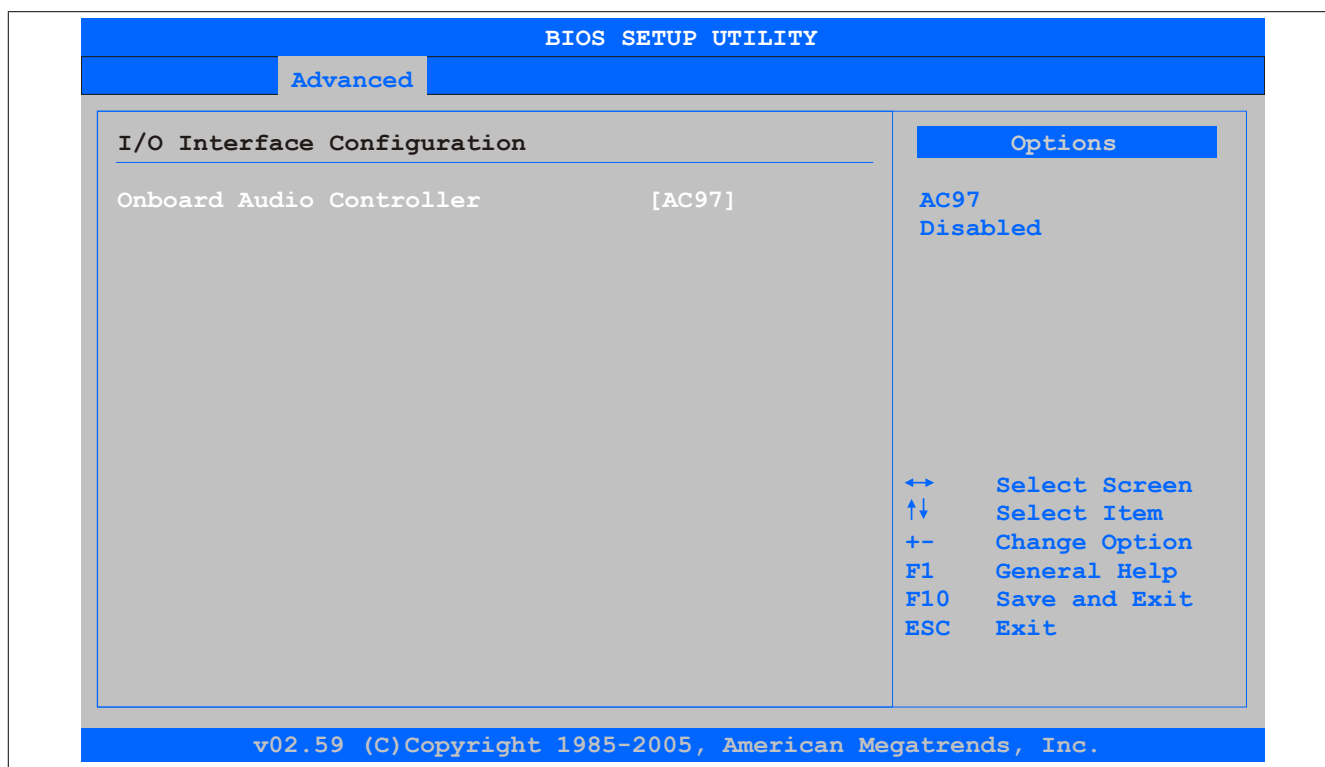 BIOS SETUP UTILITY
Advanced
I/O Interface Configuration
Onboard Audio Controller [AC97]
Options
AC97
Disabled
↔ Select Screen
↑↓ Select Item
+- Change Option
F1 General Help
F10 Save and Exit
ESC Exit
v02.59 (C)Copyright 1985-2005, American Megatrends, Inc.